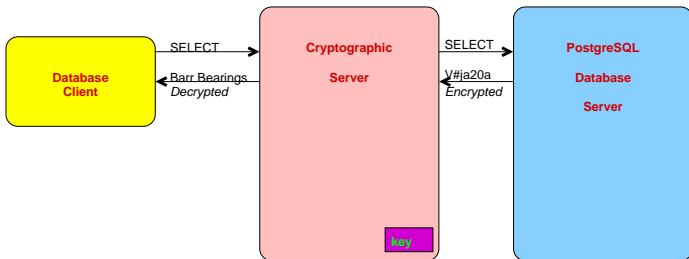 Database
Client
SELECT
Barr Bearings
Decrypted
Cryptographic
Server
key
SELECT
V#ja20a
Encrypted
PostgreSQL
Database
Server